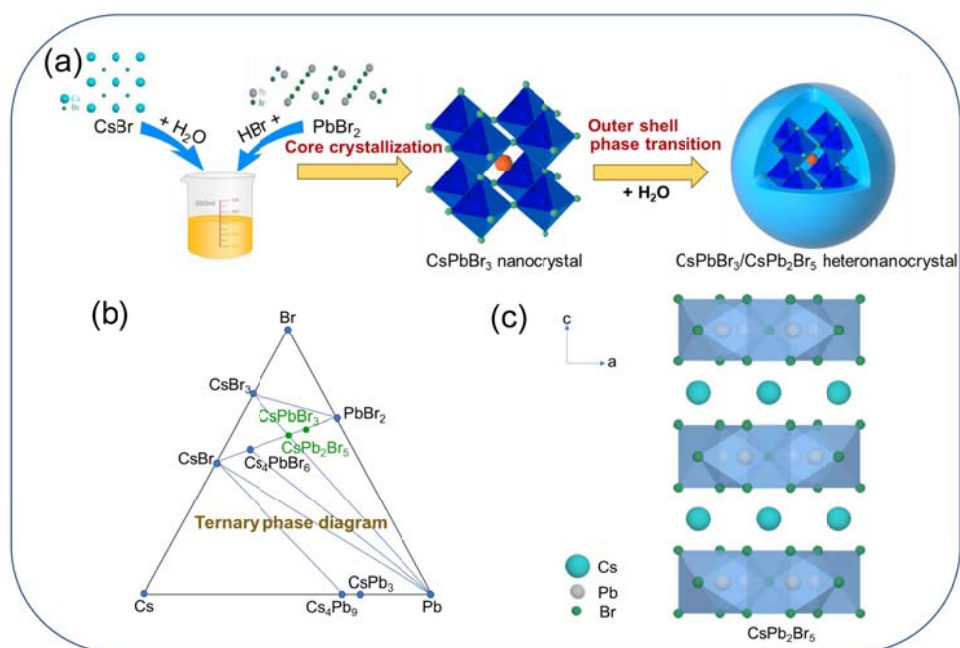 (a)
Cs
Br
Pb
Br
CsBr
+ H₂O
HBr +
PbBr₂
Core crystallization
Outer shell
phase transition
+ H₂O
CsPbBr₃ nanocrystal
CsPbBr₃/CsPb₂Br₅ heteronanocrystal
(b)
Br
CsBr₃
PbBr₂
CsPbBr₃
CsPb₂Br₅
CsBr
Cs₄PbBr₆
Ternary phase diagram
CsPb₃
Cs
Cs₄Pb₉
Pb
(c)
c
a
Cs
Pb
Br
CsPb₂Br₅